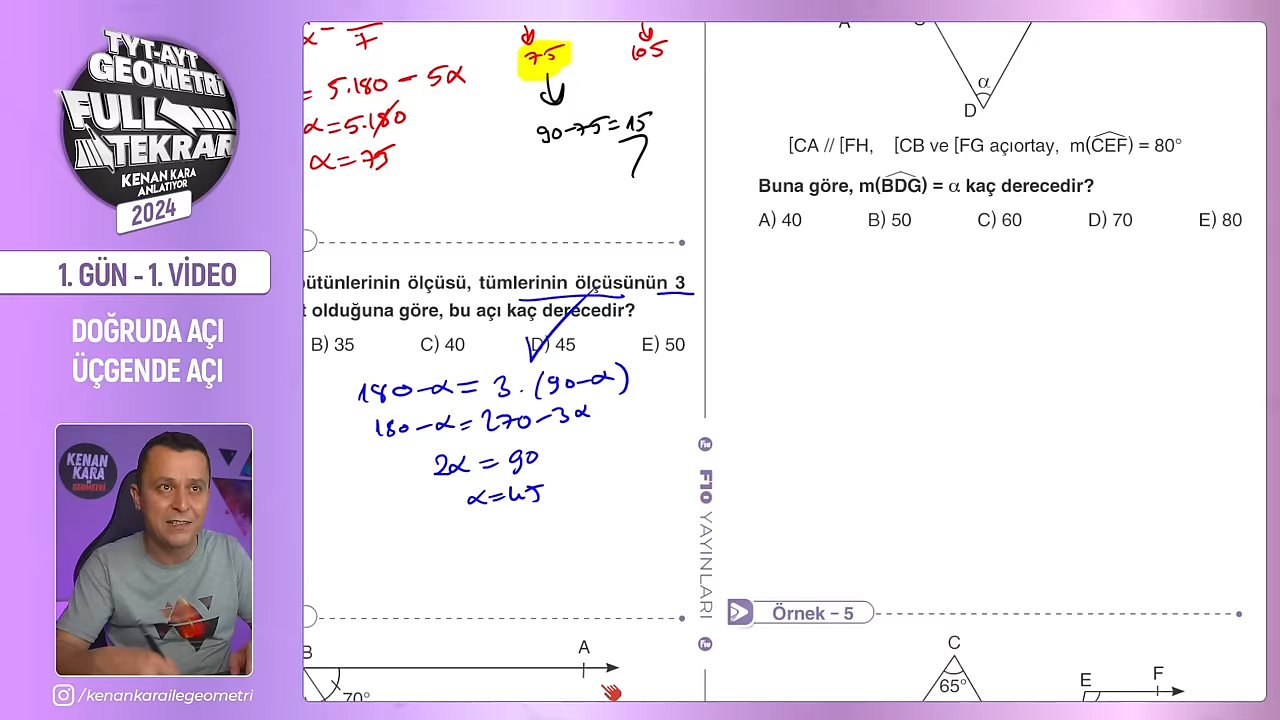 TYT-AYT
GEOMETRİ
FULL
TEKRAR
KENAN KARA
ANLATIYOR
2024
1. GÜN - 1. VİDEO
DOĞRUDA AÇI
ÜÇGENDE AÇI
KENAN
KARA
/kenankarailegeometri
7
= 5.180 - 5α
α = 5.180
α = 75
75
105
90-75=15
bütünlerinin ölçüsü, tümlerinin ölçüsünün 3
t olduğuna göre, bu açı kaç derecedir?
B) 35 C) 40 D) 45 E) 50
180-α = 3.(90-α)
180-α = 270-3α
2α = 90
α = 45
B A
70°
A
α
D
[CA // [FH, [CB ve [FG açıortay, m(CEF) = 80°
Buna göre, m(BDG) = α kaç derecedir?
A) 40 B) 50 C) 60 D) 70 E) 80
F10 YAYINLARI
Örnek – 5
C
65°
E F